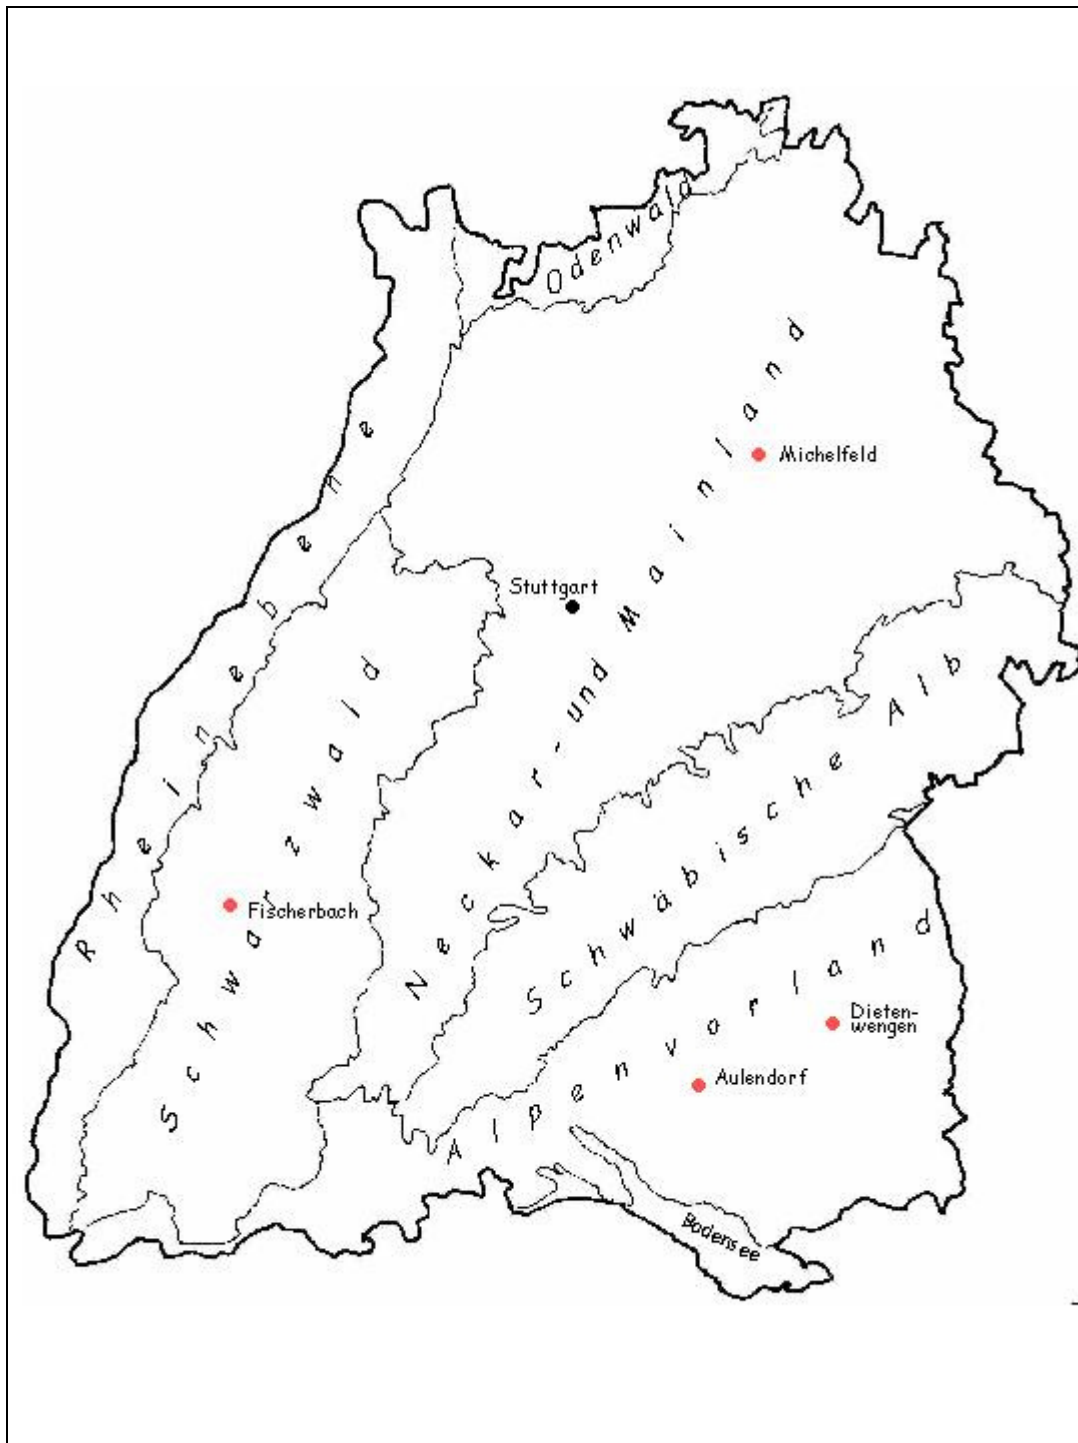 Odenwald
Rheinebene
Neckar- und Mainland
Michelfeld
Stuttgart
Schwarzwald
Schwäbische Alb
Fischerbach
Alpenvorland
Dieten-
wengen
Aulendorf
Bodensee